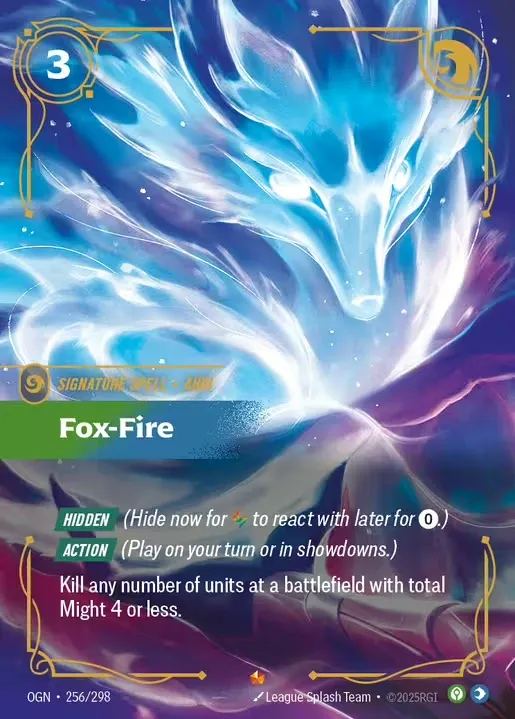 3
SIGNATURE SPELL • AHRI
Fox-Fire
HIDDEN (Hide now for to react with later for 0.)
ACTION (Play on your turn or in showdowns.)
Kill any number of units at a battlefield with total
Might 4 or less.
OGN • 256/298 League Splash Team • ©2025RGI